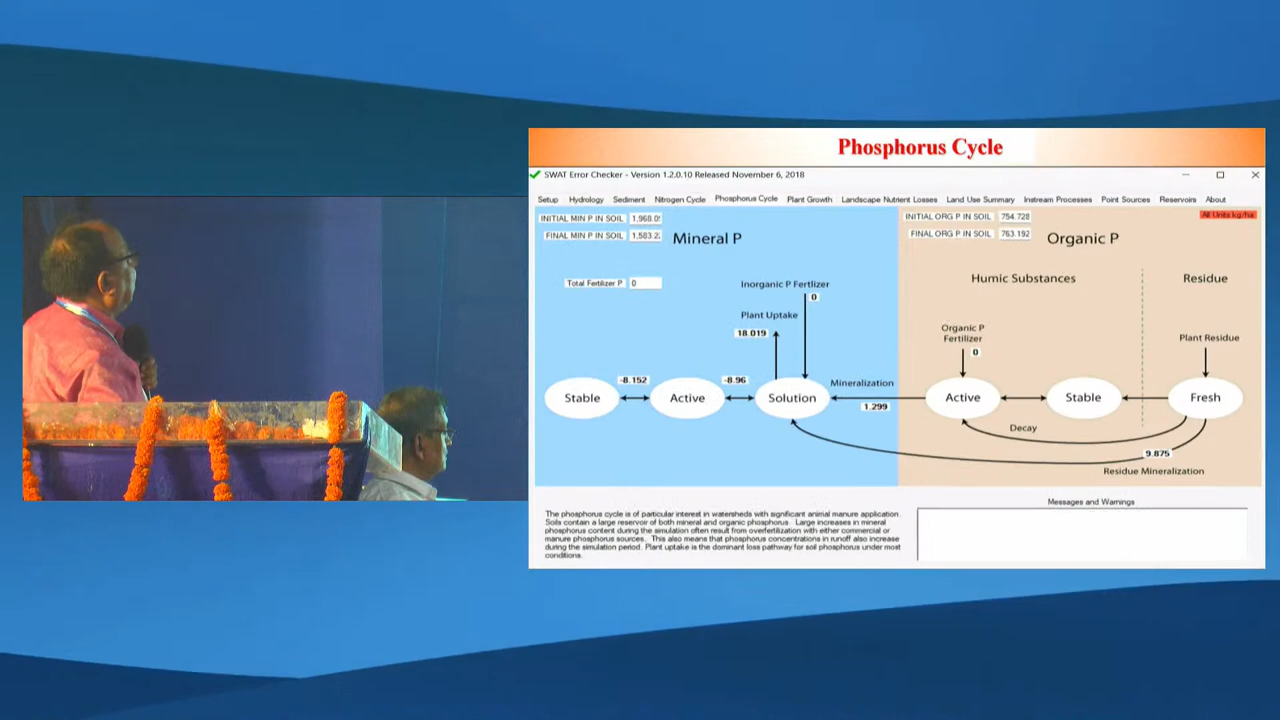 Phosphorus Cycle
SWAT Error Checker - Version 1.2.0.10 Released November 6, 2018
Setup Hydrology Sediment Nitrogen Cycle Phosphorus Cycle Plant Growth Landscape Nutrient Losses Land Use Summary Instream Processes Point Sources Reservoirs About
INITIAL MIN P IN SOIL
FINAL MIN P IN SOIL
Mineral P
INITIAL ORG P IN SOIL 754.728
FINAL ORG P IN SOIL 763.192
Organic P
All Units kg/ha
Total Fertilizer P 0
Inorganic P Fertlizer
0
Plant Uptake
18.019
Humic Substances
Residue
Organic P
Fertilizer
0
Plant Residue
Stable -8.152 Active -8.96 Solution
Mineralization
1.299
Active Stable Fresh
Decay
9.875
Residue Mineralization
Messages and Warnings
The phosphorus cycle is of particular interest in watersheds with significant animal manure application.
Soils contain a large reservoir of both mineral and organic phosphorus. Large increases in mineral
phosphorus content during the simulation often result from overfertilization with either commercial or
manure phosphorus sources. This also means that phosphorus concentrations in runoff also increase
during the simulation period. Plant uptake is the dominant loss pathway for soil phosphorus under most
conditions.